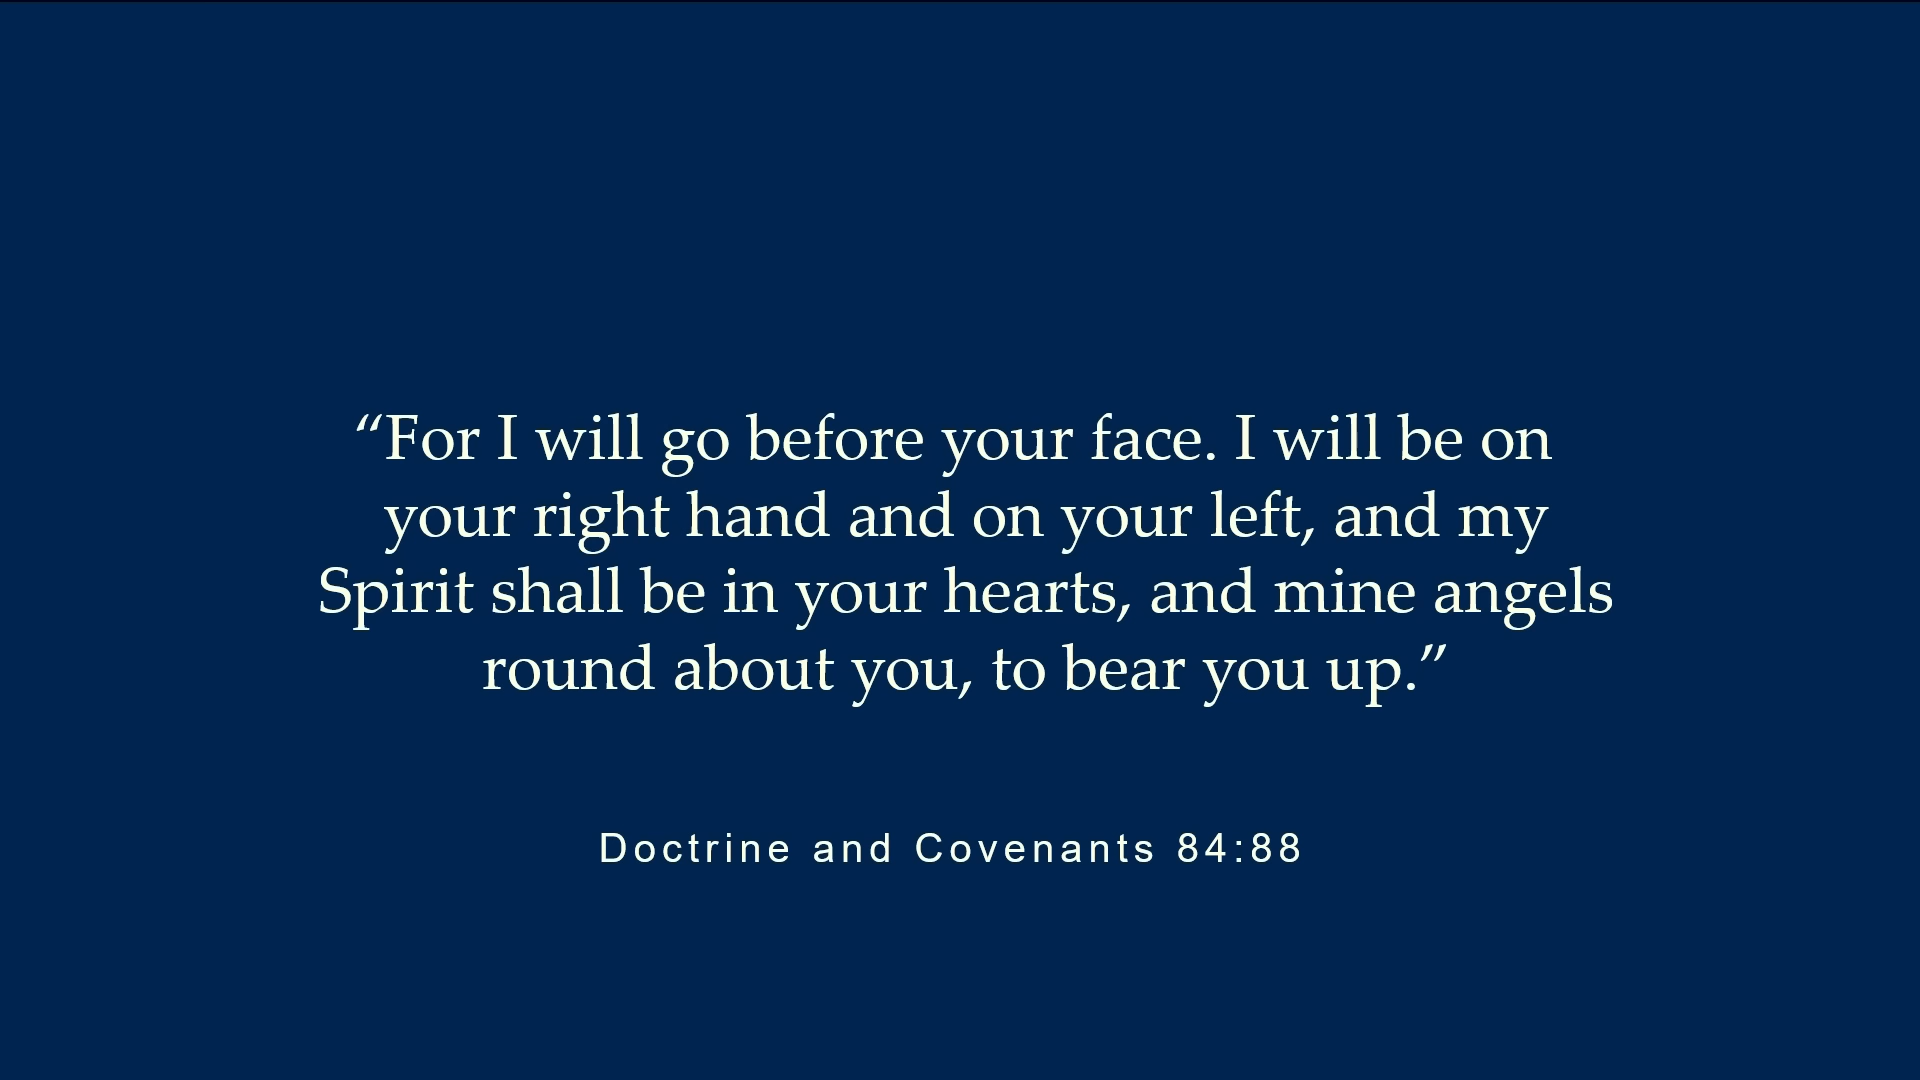 “For I will go before your face. I will be on
your right hand and on your left, and my
Spirit shall be in your hearts, and mine angels
round about you, to bear you up.”
Doctrine and Covenants 84:88